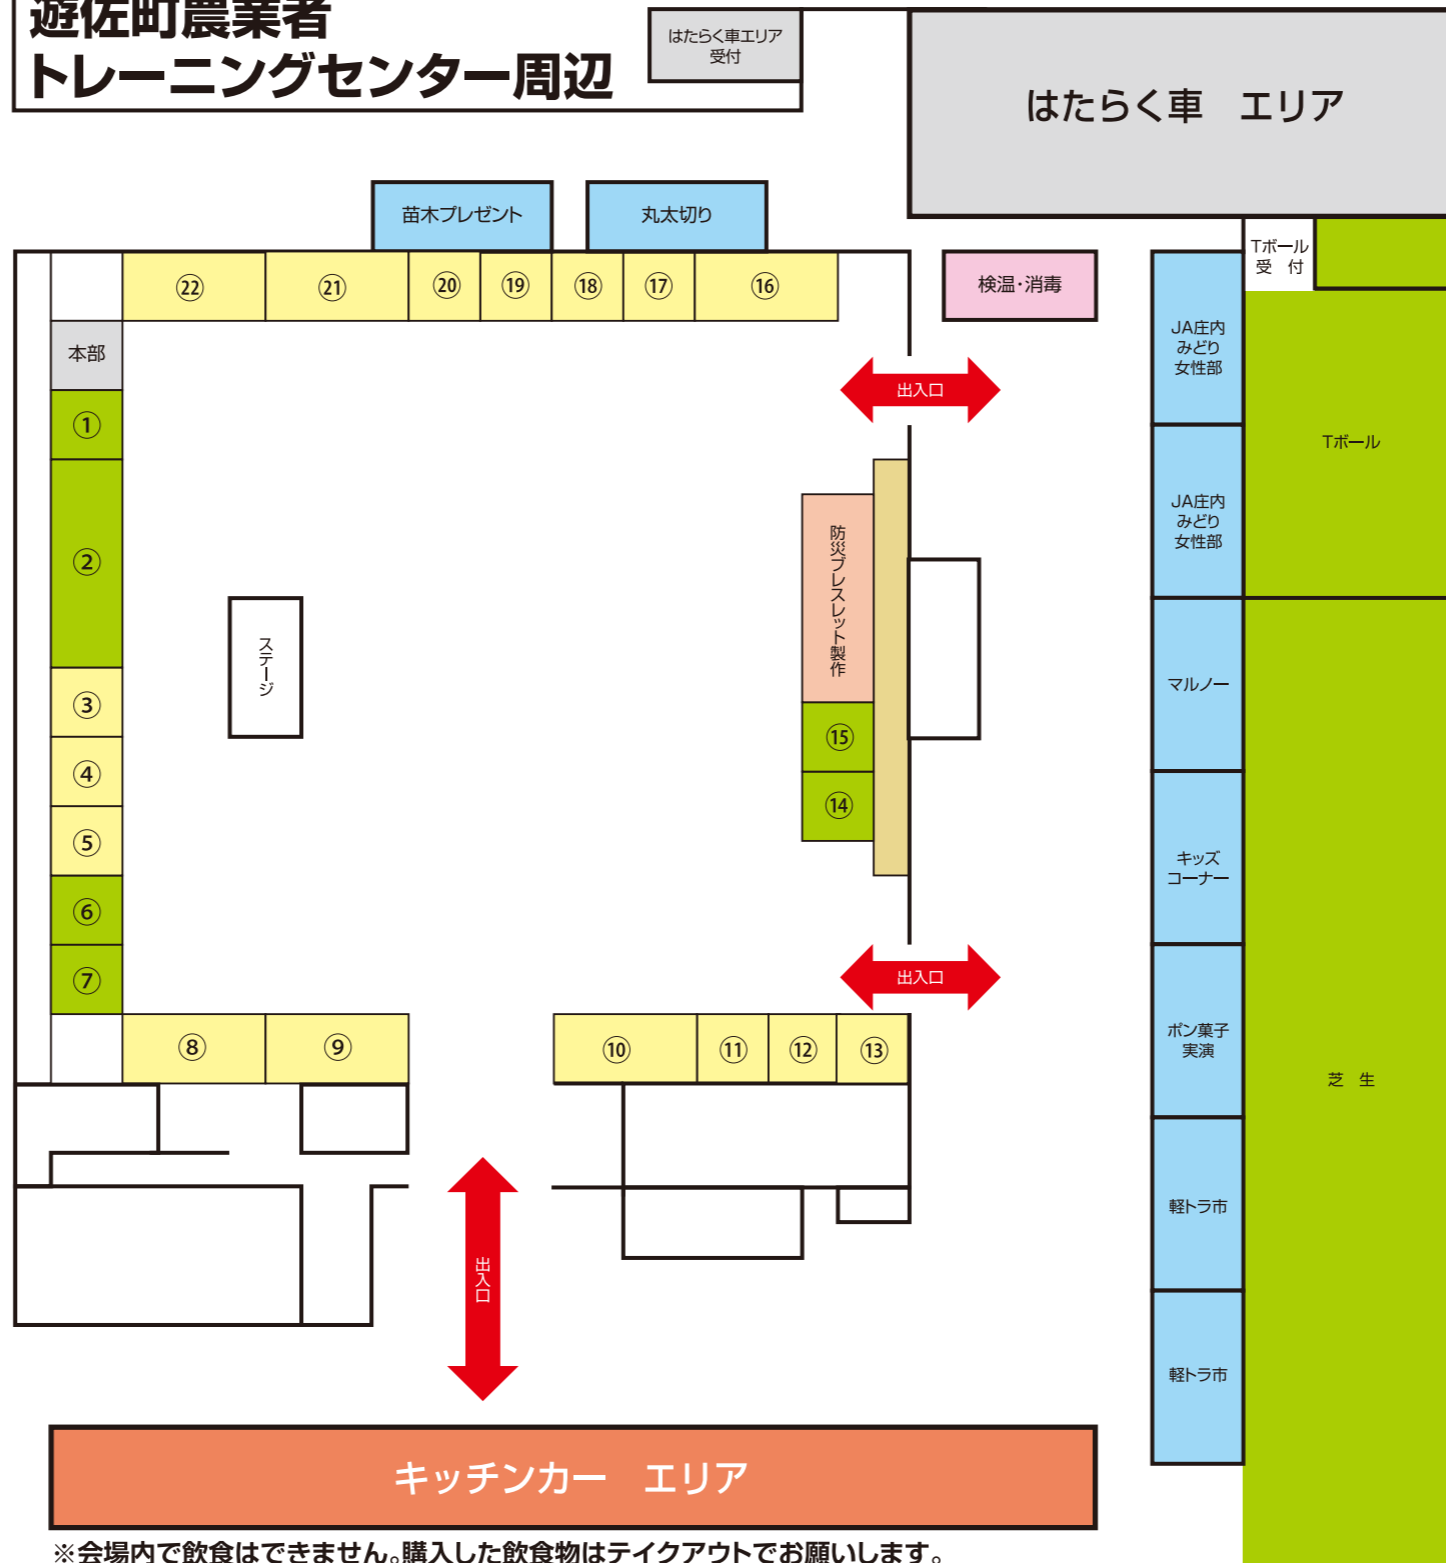 遊佐町農業者
トレーニングセンター周辺
はたらく車エリア
受付
はたらく車　エリア
苗木プレゼント
丸太切り
Tボール
受　付
㉒
㉑
⑳
⑲
⑱
⑰
⑯
検温・消毒
本部
JA庄内
みどり
女性部
出入口
①
Tボール
②
JA庄内
みどり
女性部
防災ブレスレット製作
ステージ
③
マルノー
⑮
④
⑭
⑤
キッズ
コーナー
⑥
⑦
出入口
⑧
⑨
⑩
⑪
⑫
⑬
ポン菓子
実演
芝　生
軽トラ市
出入口
軽トラ市
キッチンカー　エリア
※会場内で飲食はできません。購入した飲食物はテイクアウトでお願いします。